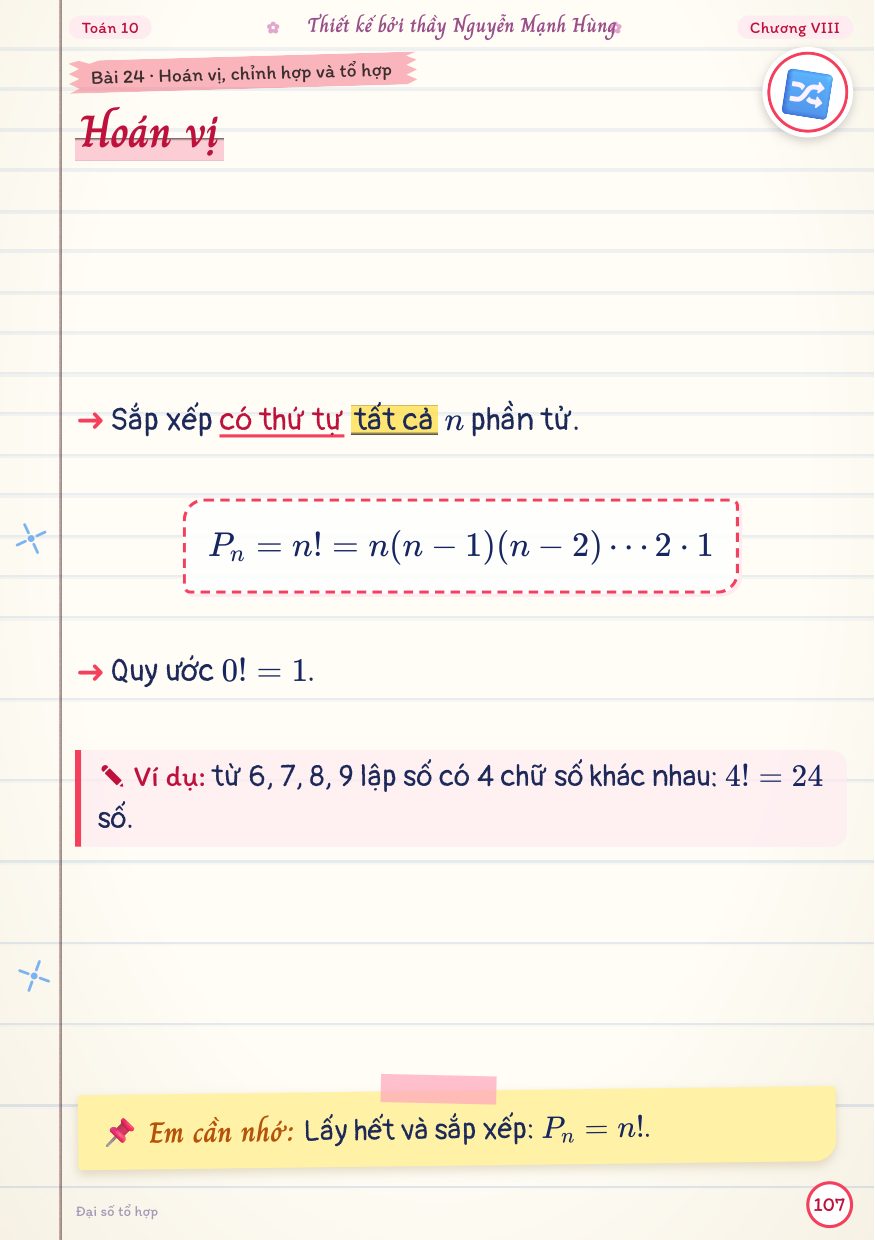 Toán 10
Thiết kế bởi thầy Nguyễn Mạnh Hùng
Chương VIII
Bài 24 · Hoán vị, chỉnh hợp và tổ hợp
Hoán vị
→ Sắp xếp có thứ tự tất cả n phần tử.
Pₙ = n! = n(n − 1)(n − 2) ⋯ 2 · 1
→ Quy ước 0! = 1.
Ví dụ: từ 6, 7, 8, 9 lập số có 4 chữ số khác nhau: 4! = 24
số.
Em cần nhớ: Lấy hết và sắp xếp: Pₙ = n!.
Đại số tổ hợp
107